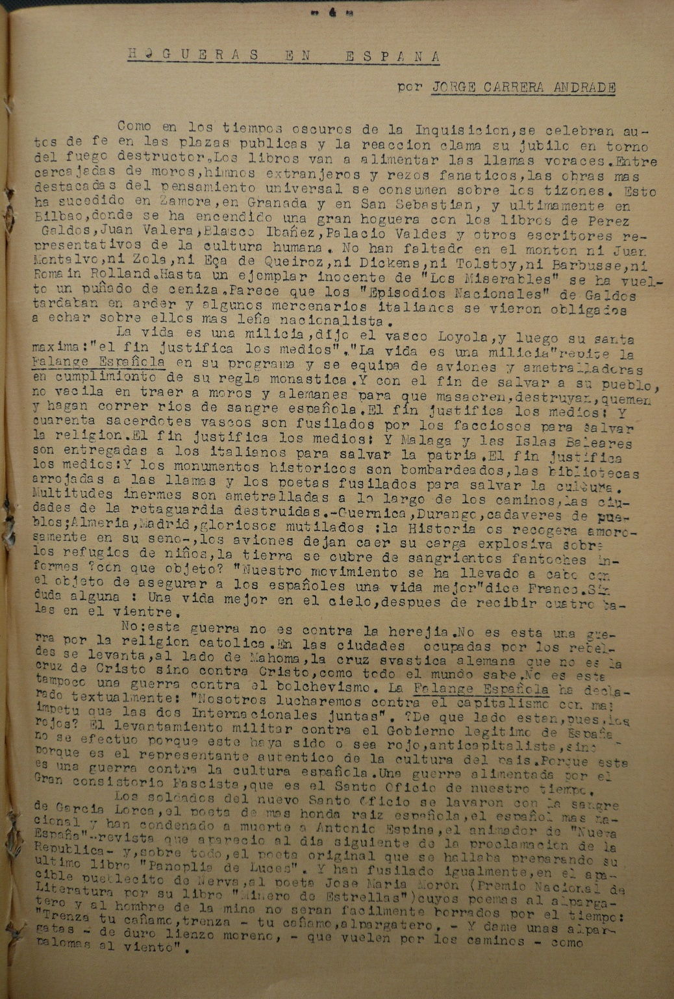 - 4 -
HOGUERAS EN ESPANA
por JORGE CARRERA ANDRADE
Como en los tiempos oscuros de la Inquisicion,se celebran au-
tos de fe en las plazas publicas y la reaccion clama su jubilo en torno
del fuego destructor.Los libros van a alimentar las llamas voraces.Entre
carcajadas de moros,himnos extranjeros y rezos fanaticos,las obras mas
destacadas del pensamiento universal se consumen sobre los tizones. Esto
ha sucedido en Zamora,en Granada y en San Sebastian, y ultimamente en
Bilbao,donde se ha encendido una gran hoguera con los libros de Perez
Galdos,Juan Valera,Blasco Ibañez,Palacio Valdes y otros escritores re-
presentativos de la cultura humana. No han faltado en el monton ni Juan
Montalvo,ni Zola,ni Eça de Queiroz,ni Dickens,ni Tolstoy,ni Barbusse,ni
Romain Rolland.Hasta un ejemplar inocente de "Los Miserables" se ha vuel-
to un puñado de ceniza.Parece que los "Episodios Nacionales" de Galdos
tardaban en arder y algunos mercenarios italianos se vieron obligados
a echar sobre ellos mas leña nacionalista.
La vida es una milicia,dijo el vasco Loyola,y luego su santa
maxima:"el fin justifica los medios"."La vida es una milicia"repite la
Falange Española en su programa y se equipa de aviones y ametralladoras
en cumplimionto de su regla monastica.Y con el fin de salvar a su pueblo,
no vacila en traer a moros y alemanes para que masacren,destruyan,quemen
y hagan correr rios de sangre española.El fin justifica los medios: Y
cuarenta sacerdotes vascos son fusilados por los facciosos para salvar
la religion.El fin justifica los medios: Y Malaga y las Islas Baleares
son entregadas a los italianos para salvar la patria.El fin justifica
los medios:Y los monumentos historicos son bombardeados,las bibliotecas
arrojadas a las llamas y los poetas fusilados para salvar la cultura.
Multitudes inermes son ametralladas a lo largo de los caminos,las ciu-
dades de la retaguardia destruidas.-Guernica,Durango,cadaveres de pue-
blos;Almeria,Madrid,gloriosos mutilados :la Historia os recogera amoro-
samente en su seno-,los aviones dejan caer su carga explosiva sobre
los refugios de niños,la tierra se cubre de sangrientos fantoches in-
formes ?con que objeto? "Nuestro movimiento se ha llevado a cabo con
el objeto de asegurar a los españoles una vida mejor"dice Franco.Sin
duda alguna : Una vida mejor en el cielo,despues de recibir cuatro ba-
las en el vientre.
No;esta guerra no es contra la herejia.No es esta una gue-
rra por la religion catolica.En las ciudades ocupadas por los rebel-
des se levanta,al lado de Mahoma,la cruz svastica alemana que no es la
cruz de Cristo sino contra Cristo,como todo el mundo sabe.No es esta
tampoco una guerra contra el bolchevismo. La Falange Española ha decla-
rado textualmente: "Nosotros lucharemos contra el capitalismo con mas
impetu que las dos Internacionales juntas". ?De que lado estan,pues,los
rojos? El levantamiento militar contra el Gobierno legitimo de España
no se efectuo porque este haya sido o sea rojo,anticapitalista,sino
porque es el representante autentico de la cultura del pais.Porque esta
es una guerra contra la cultura española.Una guerra alimentada por el
Gran consistorio Fascista,que es el Santo Oficio de nuestro tiempo.
Los soldados del nuevo Santo Oficio se lavaron con la sangre
de Garcia Lorca,el poeta de mas honda raiz española,el español mas na-
cional y han condenado a muerte a Antonio Espina,el animador de "Nueva
España"-revista que aparecio al dia siguiente de la proclamacion de la
Republica- y,sobre todo,el poeta original que se hallaba preparando su
ultimo libro "Panoplia de Luces". Y han fusilado igualmente,en el apa-
cible pueblecito de Nerva,al poeta Jose Maria Moron (Premio Nacional de
Literatura por su libro "Minero de Estrellas")cuyos poemas al alparga-
tero y al hombre de la mina no seran facilmente borrados por el tiempo:
"Trenza tu cañamo,trenza - tu cañamo,alpargatero. - Y dame unas alpar-
gatas - de duro lienzo moreno, - que vuelen por los caminos - como
palomas al viento".